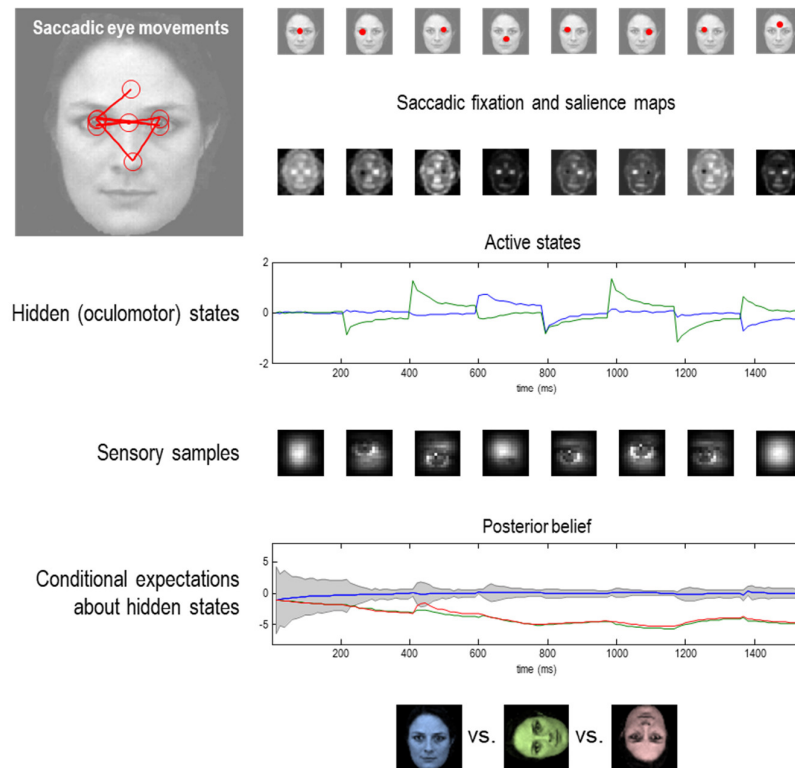 Saccadic eye movements
Saccadic fixation and salience maps
Active states
2
0
-2
Hidden (oculomotor) states
200 400 600 800 1000 1200 1400
time (ms)
Sensory samples
Posterior belief
5
0
-5
Conditional expectations
about hidden states
200 400 600 800 1000 1200 1400
time (ms)
vs. vs.